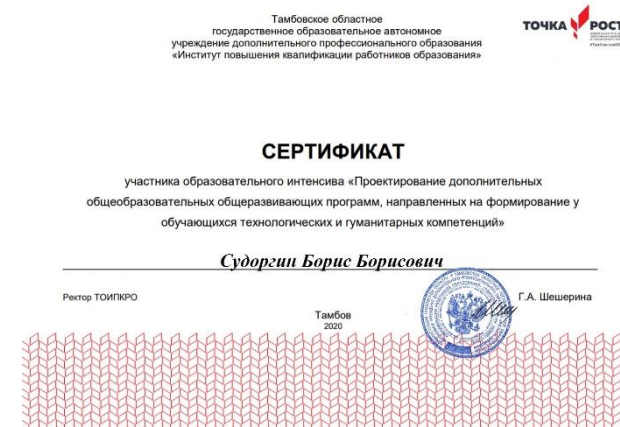 Тамбовское областное
государственное образовательное автономное
учреждение дополнительного профессионального образования
«Институт повышения квалификации работников образования»
ТОЧКА РОСТ
СЕРТИФИКАТ
участника образовательного интенсива «Проектирование дополнительных
общеобразовательных общеразвивающих программ, направленных на формирование у
обучающихся технологических и гуманитарных компетенций»
Судоргин Борис Борисович
Ректор ТОИПКРО
Г.А. Шешерина
Тамбов
2020